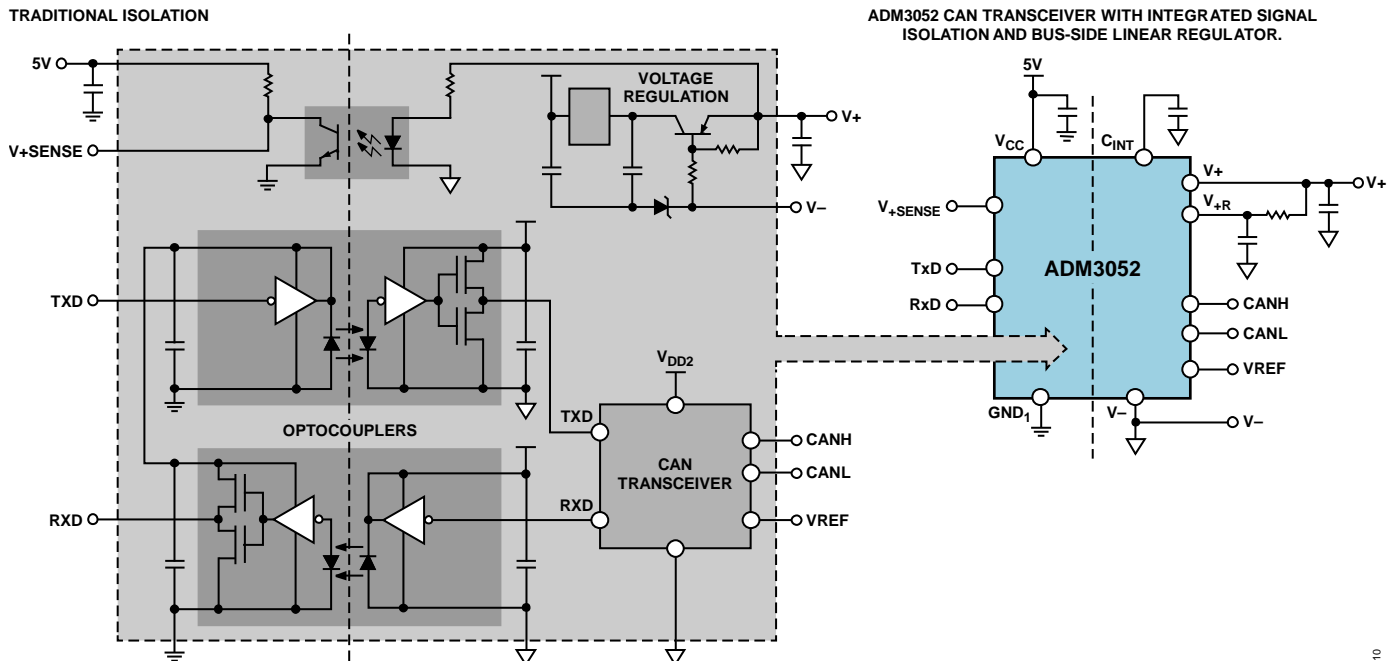 TRADITIONAL ISOLATION
ADM3052 CAN TRANSCEIVER WITH INTEGRATED SIGNAL
ISOLATION AND BUS-SIDE LINEAR REGULATOR.
5V
V+SENSE
VOLTAGE
REGULATION
V+
V–
TXD
OPTOCOUPLERS
RXD
VDD2
TXD
RXD
CAN
TRANSCEIVER
CANH
CANL
VREF
5V
VCC
CINT
V+
V+R
V+
V+SENSE
TxD
RxD
ADM3052
CANH
CANL
VREF
GND1
V–
V–
10